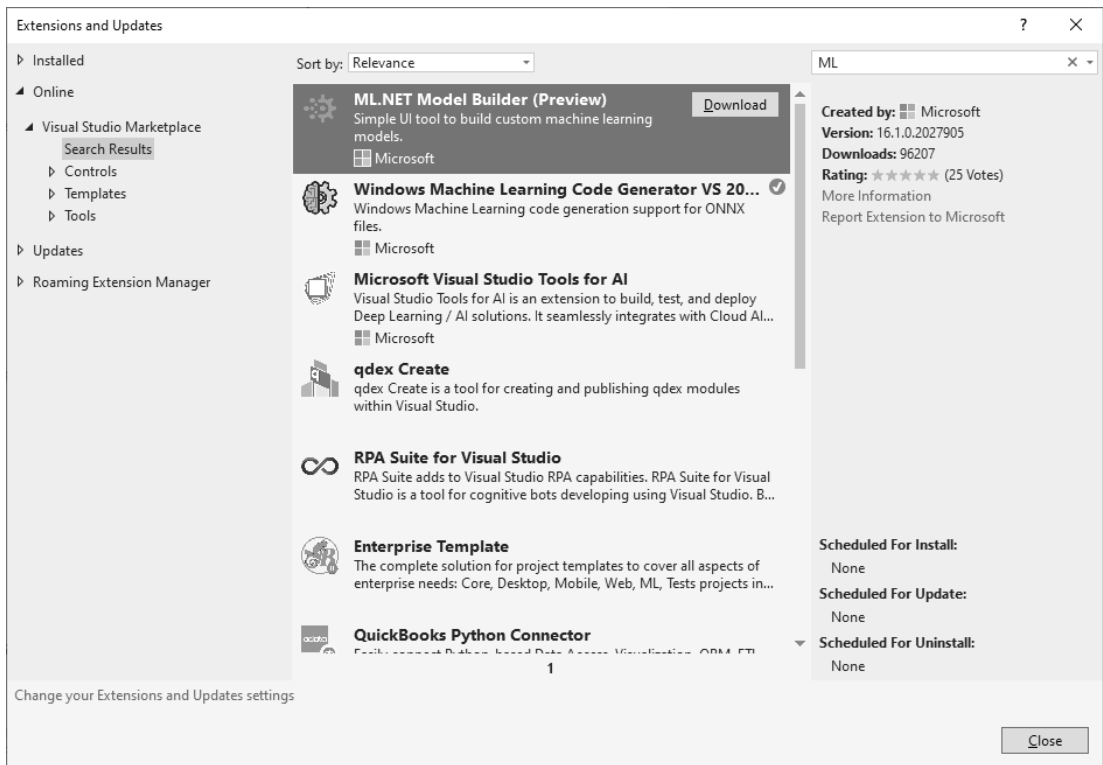 Extensions and Updates
? ×
Installed
Online
Visual Studio Marketplace
Search Results
Controls
Templates
Tools
Updates
Roaming Extension Manager
Sort by: Relevance
ML.NET Model Builder (Preview)
Download
Simple UI tool to build custom machine learning
models.
Microsoft
Windows Machine Learning Code Generator VS 20...
Windows Machine Learning code generation support for ONNX
files.
Microsoft
Microsoft Visual Studio Tools for AI
Visual Studio Tools for AI is an extension to build, test, and deploy
Deep Learning / AI solutions. It seamlessly integrates with Cloud AI...
Microsoft
qdex Create
qdex Create is a tool for creating and publishing qdex modules
within Visual Studio.
RPA Suite for Visual Studio
RPA Suite adds to Visual Studio RPA capabilities. RPA Suite for Visual
Studio is a tool for cognitive bots developing using Visual Studio. B...
Enterprise Template
The complete solution for project templates to cover all aspects of
enterprise needs: Core, Desktop, Mobile, Web, ML, Tests projects in...
QuickBooks Python Connector
1
ML
Created by: Microsoft
Version: 16.1.0.2027905
Downloads: 96207
Rating: ★★★★★ (25 Votes)
More Information
Report Extension to Microsoft
Scheduled For Install:
None
Scheduled For Update:
None
Scheduled For Uninstall:
None
Change your Extensions and Updates settings
Close